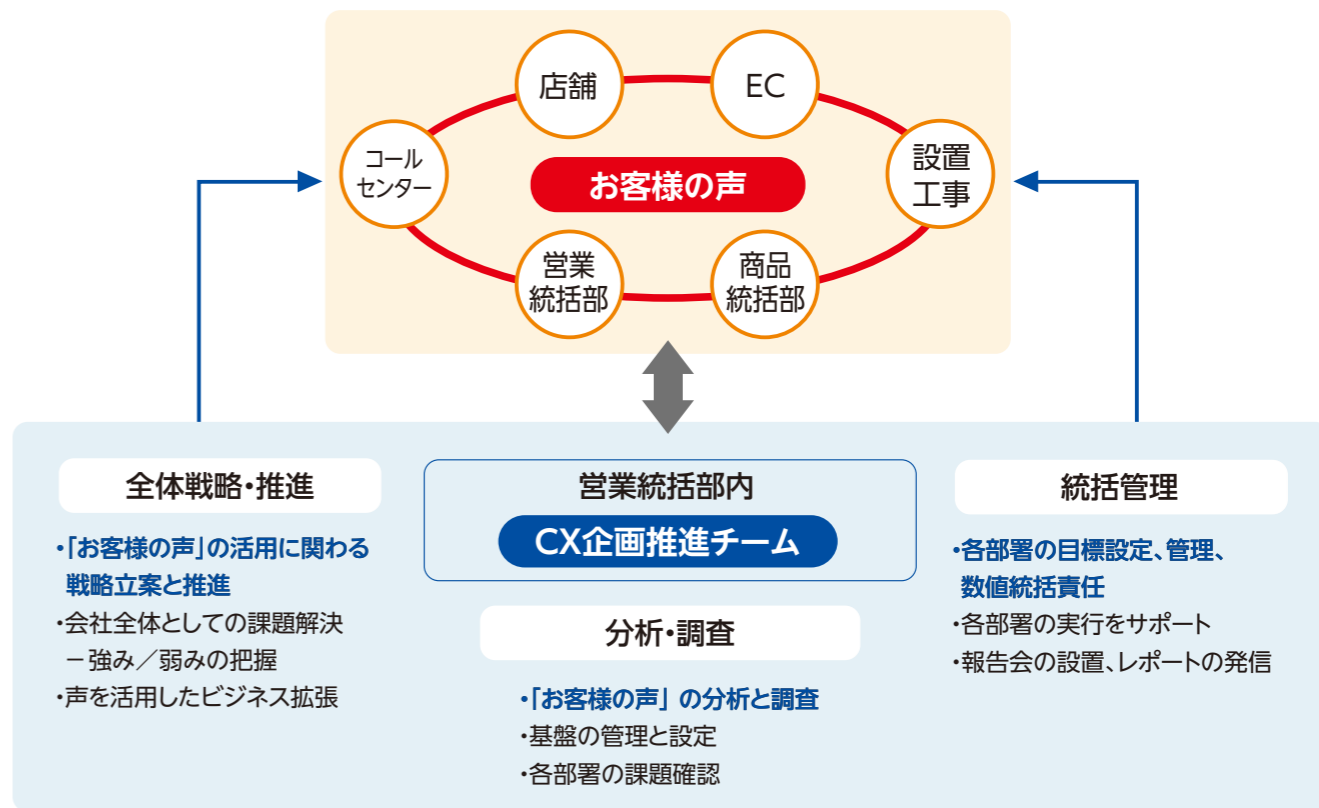 店舗
EC
コール
センター
お客様の声
設置
工事
営業
統括部
商品
統括部
全体戦略・推進
・「お客様の声」の活用に関わる
戦略立案と推進
・会社全体としての課題解決
－強み／弱みの把握
・声を活用したビジネス拡張
営業統括部内
CX企画推進チーム
分析・調査
・「お客様の声」の分析と調査
・基盤の管理と設定
・各部署の課題確認
統括管理
・各部署の目標設定、管理、
数値統括責任
・各部署の実行をサポート
・報告会の設置、レポートの発信